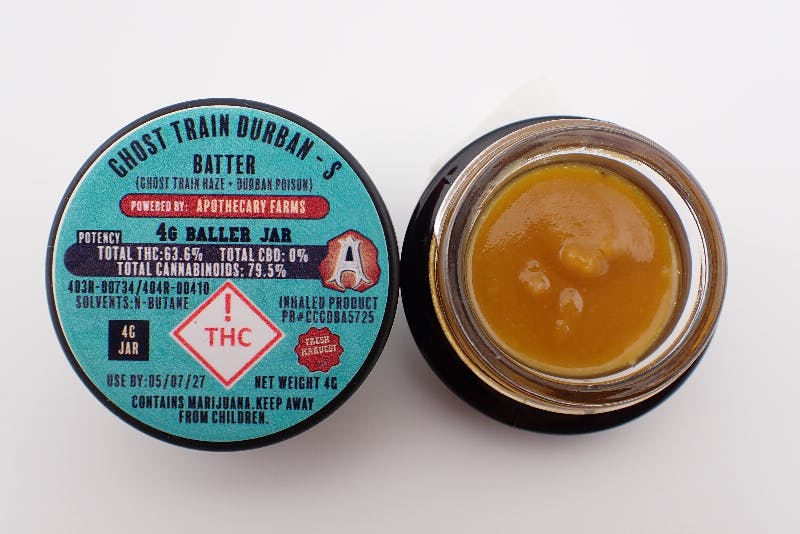 GHOST TRAIN DURBAN - S
BATTER
(GHOST TRAIN HAZE + DURBAN POISON)
POWERED BY: APOTHECARY FARMS
4G BALLER JAR
POTENCY
TOTAL THC:63.6% TOTAL CBD: 0%
TOTAL CANNABINOIDS: 79.5%
A
403R-00734/404R-00410
SOLVENTS:N-BUTANE
INHALED PRODUCT
PB#CCGDBA5725
!
THC
4G
JAR
FRESH
HARVEST
USE BY:05/07/27
NET WEIGHT 4G
CONTAINS MARIJUANA.KEEP AWAY
FROM CHILDREN.